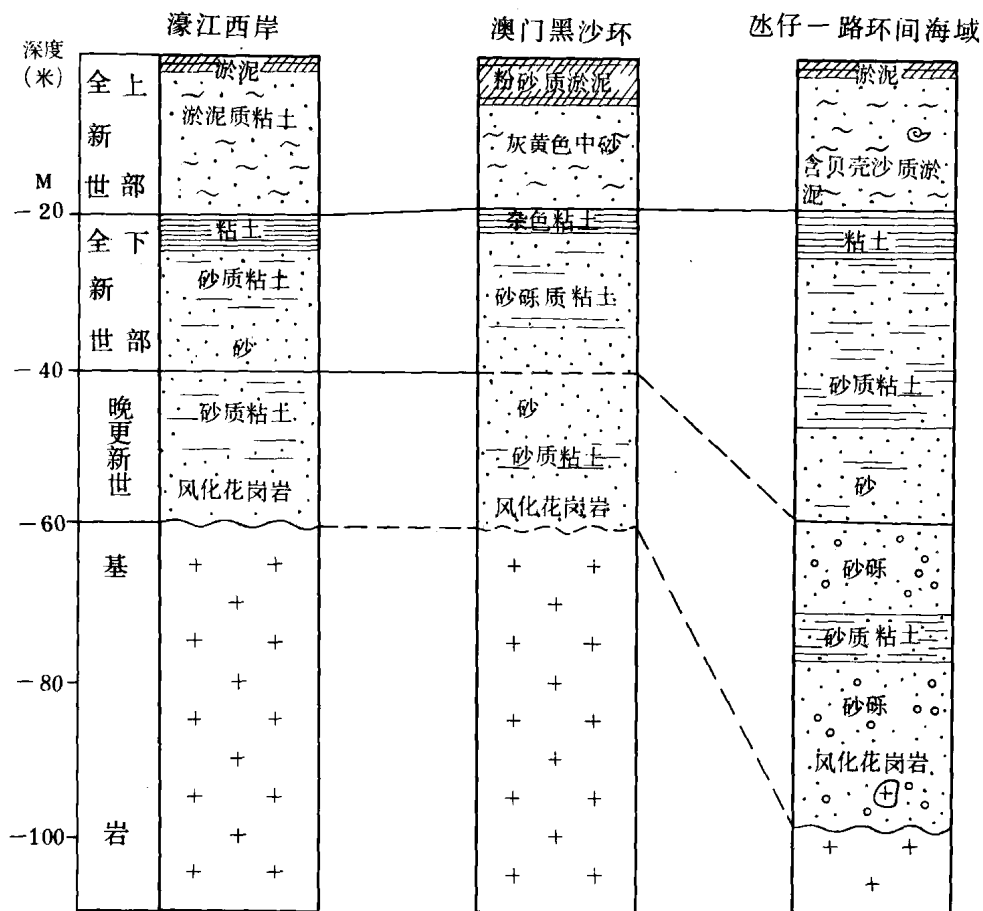 濠江西岸
澳门黑沙环
氹仔一路环间海域
深度
(米)
M
-20
-40
-60
-80
-100
全上
新
世部
全下
新
世部
晚更新世
基
岩
淤泥
淤泥质粘土
粘土
砂质粘土
砂
砂质粘土
风化花岗岩
粉砂质淤泥
灰黄色中砂
杂色粘土
砂砾质粘土
砂
砂质粘土
风化花岗岩
淤泥
含贝壳沙质淤
泥
粘土
砂质粘土
砂
砂砾
砂质粘土
砂砾
风化花岗岩